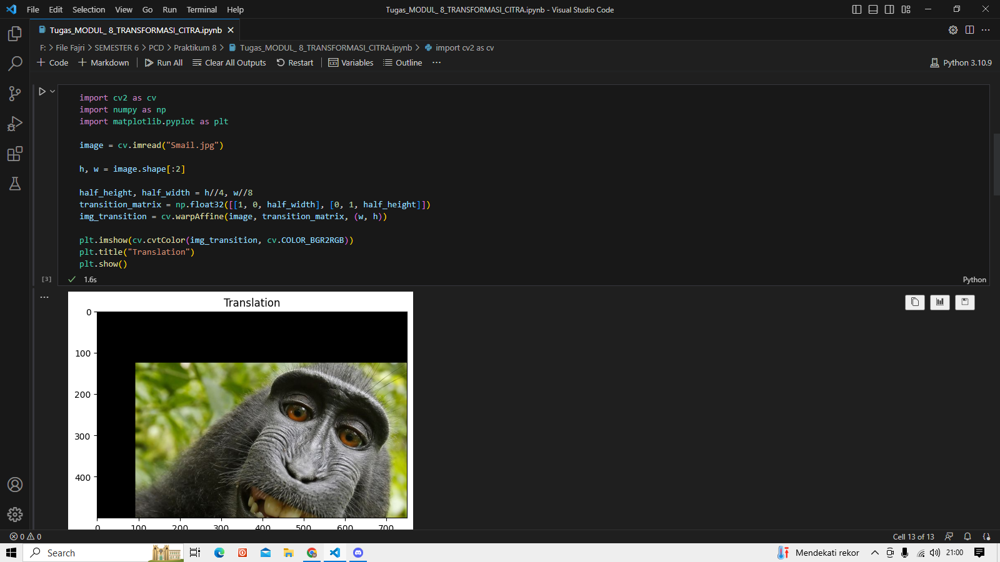 File Edit Selection View Go Run Terminal Help Tugas_MODUL_ 8_TRANSFORMASI_CITRA.ipynb - Visual Studio Code
Tugas_MODUL_ 8_TRANSFORMASI_CITRA.ipynb
F: > File Fajri > SEMESTER 6 > PCD > Praktikum 8 > Tugas_MODUL_ 8_TRANSFORMASI_CITRA.ipynb > import cv2 as cv
Code Markdown Run All Clear All Outputs Restart Variables Outline ... Python 3.10.9
import cv2 as cv
import numpy as np
import matplotlib.pyplot as plt
image = cv.imread("Smail.jpg")
h, w = image.shape[:2]
half_height, half_width = h//4, w//8
transition_matrix = np.float32([[1, 0, half_width], [0, 1, half_height]])
img_transition = cv.warpAffine(image, transition_matrix, (w, h))
plt.imshow(cv.cvtColor(img_transition, cv.COLOR_BGR2RGB))
plt.title("Translation")
plt.show()
[3] 1.6s Python
Translation
0
100
200
300
400
0 100 200 300 400 500 600 700
0 0 Cell 13 of 13
Search Mendekati rekor 21:00